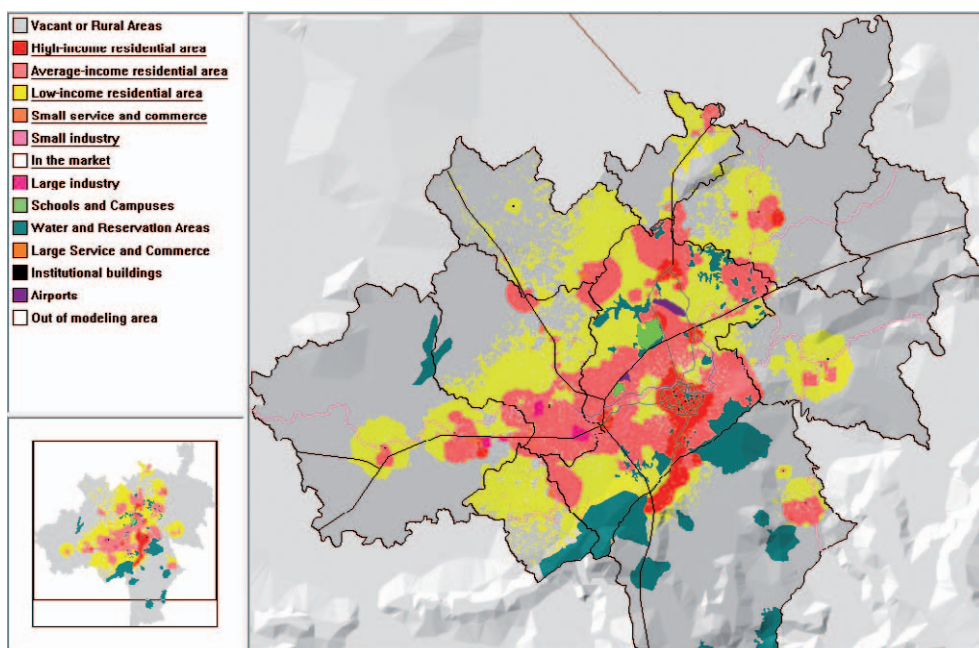 Vacant or Rural Areas
High-income residential area
Average-income residential area
Low-income residential area
Small service and commerce
Small industry
In the market
Large industry
Schools and Campuses
Water and Reservation Areas
Large Service and Commerce
Institutional buildings
Airports
Out of modeling area